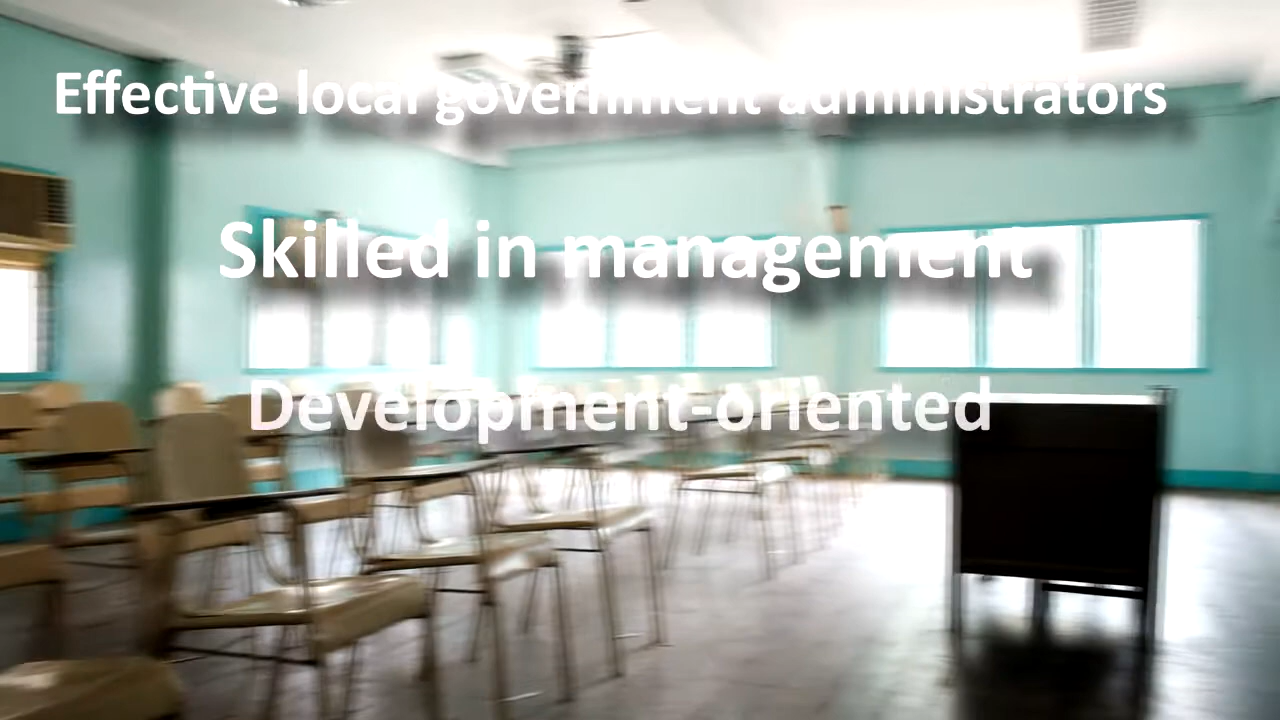 Effective local government administrators
Skilled in management
Development-oriented